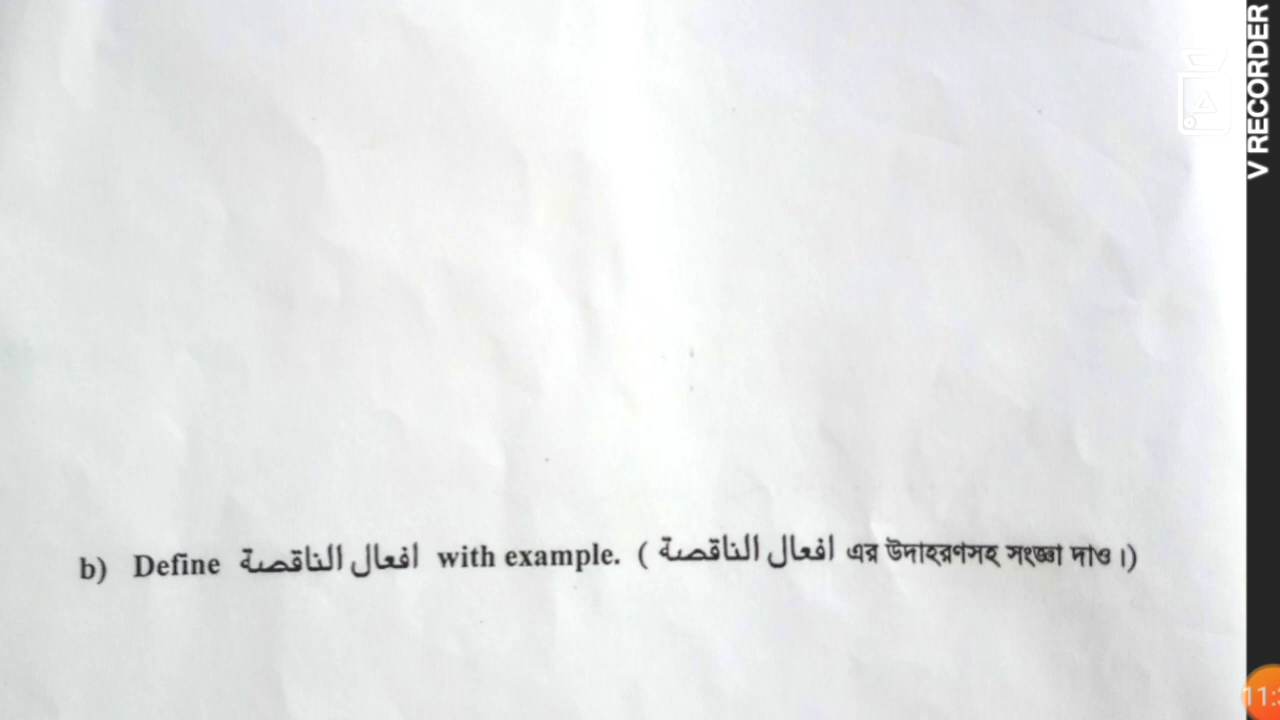 V RECORDER
b) Define افعال الناقصة with example. ( افعال الناقصة এর উদাহরণসহ সংজ্ঞা দাও।)